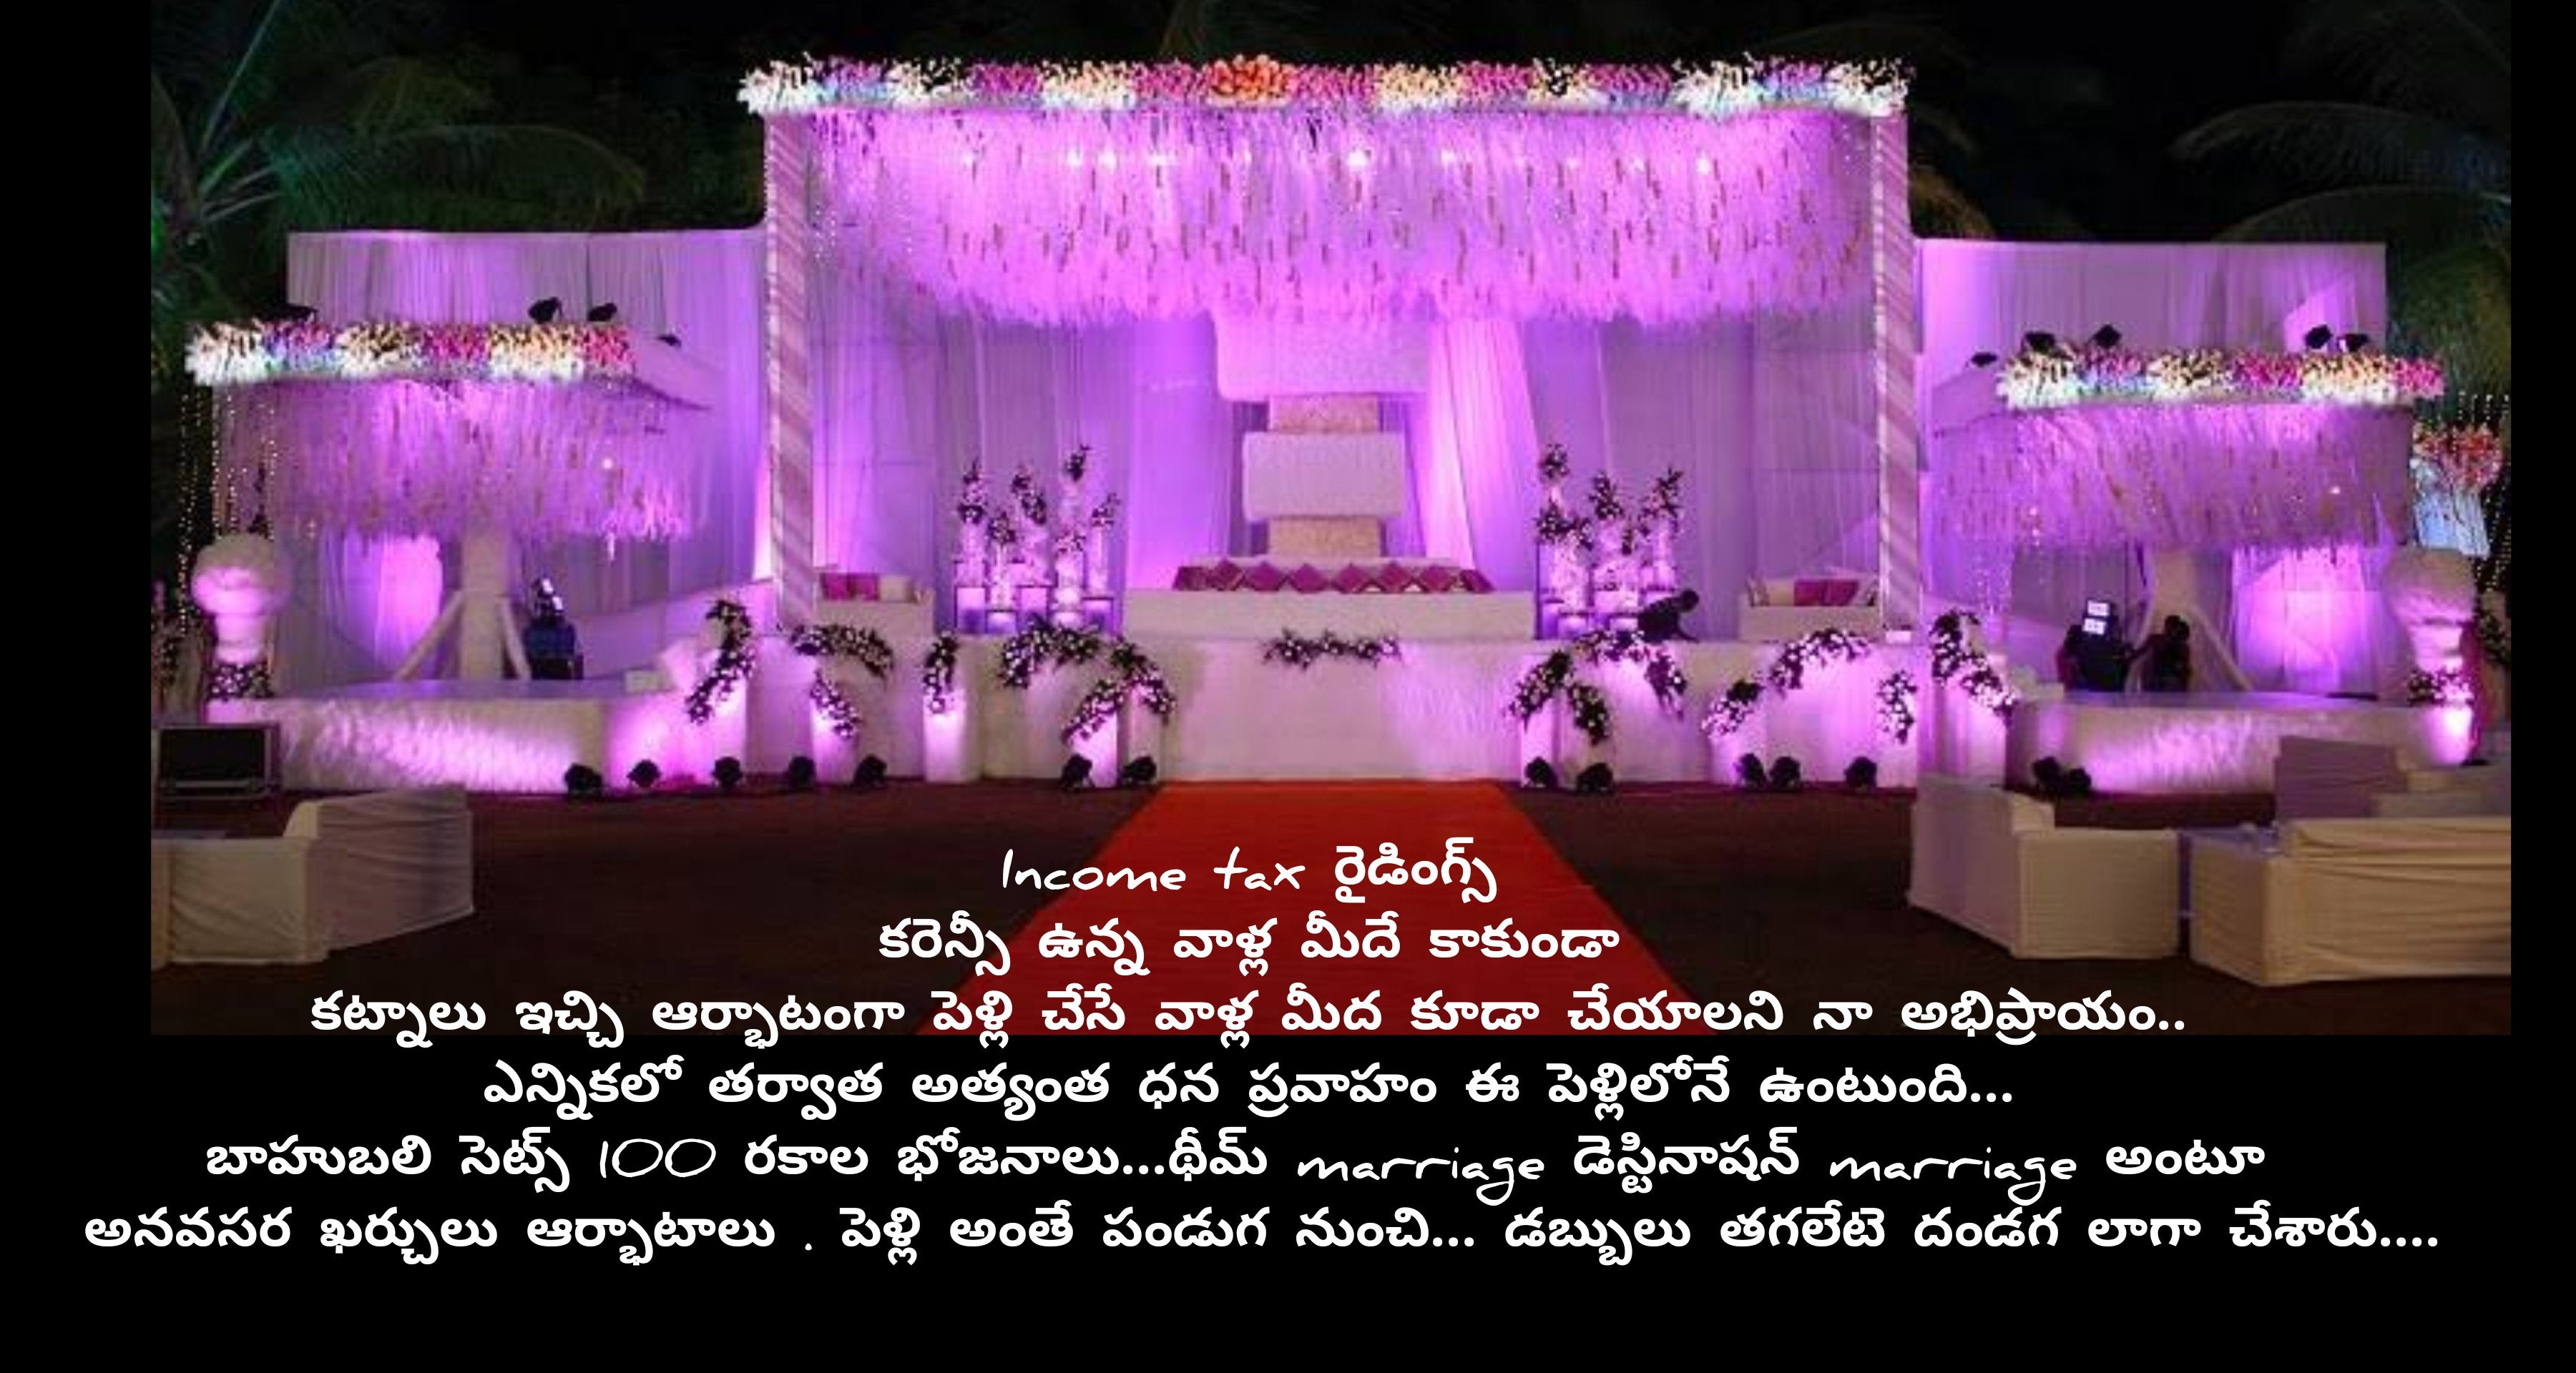 Income tax రైడింగ్స్
కరెన్సీ ఉన్న వాళ్ల మీదే కాకుండా
కట్నాలు ఇచ్చి ఆర్భాటంగా పెళ్లి చేసే వాళ్ల మీద కూడా చేయాలని నా అభిప్రాయం..
ఎన్నికలో తర్వాత అత్యంత ధన ప్రవాహం ఈ పెళ్లిలోనే ఉంటుంది...
బాహుబలి సెట్స్ 100 రకాల భోజనాలు...థీమ్ marriage డెస్టినాషన్ marriage అంటూ
అనవసర ఖర్చులు ఆర్భాటాలు . పెళ్లి అంతే పండుగ నుంచి... డబ్బులు తగలేటె దండగ లాగా చేశారు....